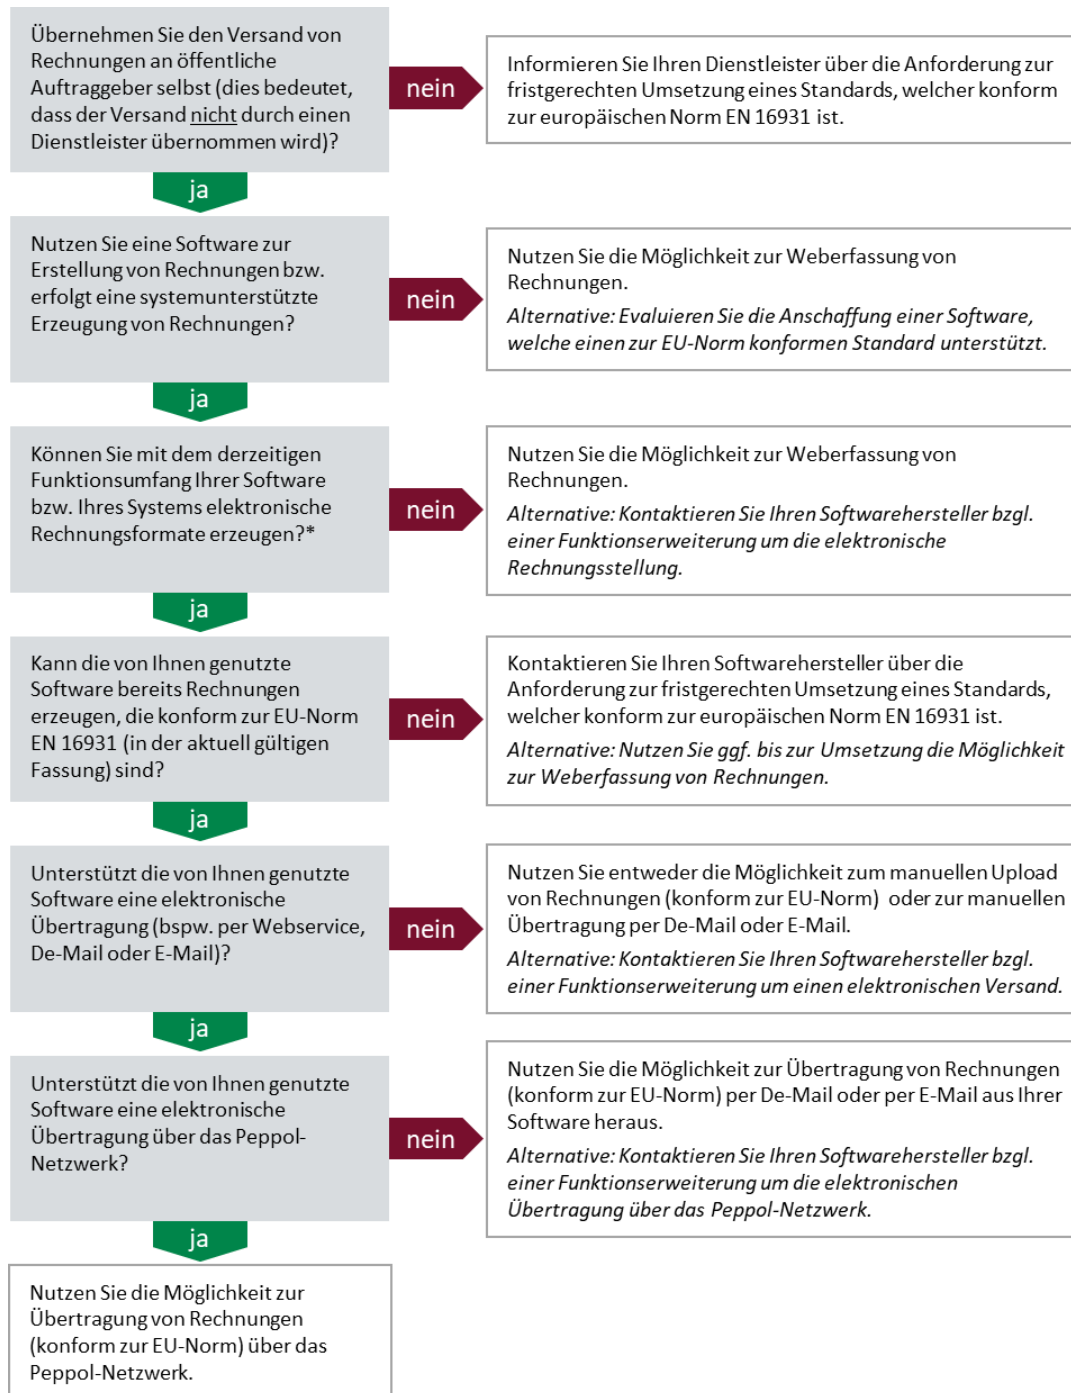 Übernehmen Sie den Versand von
Rechnungen an öffentliche
Auftraggeber selbst (dies bedeutet,
dass der Versand nicht durch einen
Dienstleister übernommen wird)?
nein
Informieren Sie Ihren Dienstleister über die Anforderung zur
fristgerechten Umsetzung eines Standards, welcher konform
zur europäischen Norm EN 16931 ist.
ja
Nutzen Sie eine Software zur
Erstellung von Rechnungen bzw.
erfolgt eine systemunterstützte
Erzeugung von Rechnungen?
nein
Nutzen Sie die Möglichkeit zur Weberfassung von
Rechnungen.
Alternative: Evaluieren Sie die Anschaffung einer Software,
welche einen zur EU-Norm konformen Standard unterstützt.
ja
Können Sie mit dem derzeitigen
Funktionsumfang Ihrer Software
bzw. Ihres Systems elektronische
Rechnungsformate erzeugen?*
nein
Nutzen Sie die Möglichkeit zur Weberfassung von
Rechnungen.
Alternative: Kontaktieren Sie Ihren Softwarehersteller bzgl.
einer Funktionserweiterung um die elektronische
Rechnungsstellung.
ja
Kann die von Ihnen genutzte
Software bereits Rechnungen
erzeugen, die konform zur EU-Norm
EN 16931 (in der aktuell gültigen
Fassung) sind?
nein
Kontaktieren Sie Ihren Softwarehersteller über die
Anforderung zur fristgerechten Umsetzung eines Standards,
welcher konform zur europäischen Norm EN 16931 ist.
Alternative: Nutzen Sie ggf. bis zur Umsetzung die Möglichkeit
zur Weberfassung von Rechnungen.
ja
Unterstützt die von Ihnen genutzte
Software eine elektronische
Übertragung (bspw. per Webservice,
De-Mail oder E-Mail)?
nein
Nutzen Sie entweder die Möglichkeit zum manuellen Upload
von Rechnungen (konform zur EU-Norm) oder zur manuellen
Übertragung per De-Mail oder E-Mail.
Alternative: Kontaktieren Sie Ihren Softwarehersteller bzgl.
einer Funktionserweiterung um einen elektronischen Versand.
ja
Unterstützt die von Ihnen genutzte
Software eine elektronische
Übertragung über das Peppol-
Netzwerk?
nein
Nutzen Sie die Möglichkeit zur Übertragung von Rechnungen
(konform zur EU-Norm) per De-Mail oder per E-Mail aus Ihrer
Software heraus.
Alternative: Kontaktieren Sie Ihren Softwarehersteller bzgl.
einer Funktionserweiterung um die elektronischen
Übertragung über das Peppol-Netzwerk.
ja
Nutzen Sie die Möglichkeit zur
Übertragung von Rechnungen
(konform zur EU-Norm) über das
Peppol-Netzwerk.